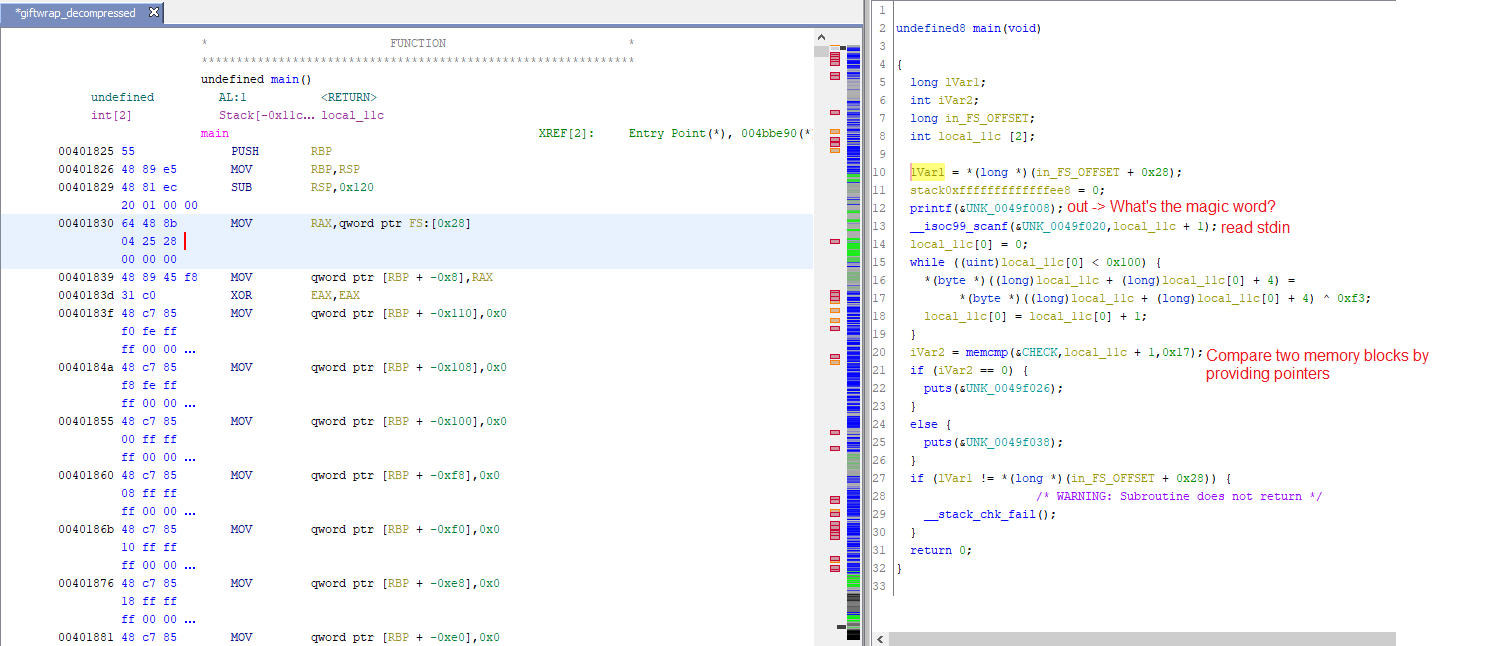 *giftwrap_decompressed
* FUNCTION *
**************************************************************
undefined main()
undefined AL:1 <RETURN>
int[2] Stack[-0x11c... local_11c
main XREF[2]: Entry Point(*), 004bbe90(*
00401825 55 PUSH RBP
00401826 48 89 e5 MOV RBP,RSP
00401829 48 81 ec SUB RSP,0x120
20 01 00 00
00401830 64 48 8b MOV RAX,qword ptr FS:[0x28]
04 25 28
00 00 00
00401839 48 89 45 f8 MOV qword ptr [RBP + -0x8],RAX
0040183d 31 c0 XOR EAX,EAX
0040183f 48 c7 85 MOV qword ptr [RBP + -0x110],0x0
f0 fe ff
ff 00 00 ...
0040184a 48 c7 85 MOV qword ptr [RBP + -0x108],0x0
f8 fe ff
ff 00 00 ...
00401855 48 c7 85 MOV qword ptr [RBP + -0x100],0x0
00 ff ff
ff 00 00 ...
00401860 48 c7 85 MOV qword ptr [RBP + -0xf8],0x0
08 ff ff
ff 00 00 ...
0040186b 48 c7 85 MOV qword ptr [RBP + -0xf0],0x0
10 ff ff
ff 00 00 ...
00401876 48 c7 85 MOV qword ptr [RBP + -0xe8],0x0
18 ff ff
ff 00 00 ...
00401881 48 c7 85 MOV qword ptr [RBP + -0xe0],0x0
1
2 undefined8 main(void)
3
4 {
5 long lVar1;
6 int iVar2;
7 long in_FS_OFFSET;
8 int local_11c [2];
9
10 lVar1 = *(long *)(in_FS_OFFSET + 0x28);
11 stack0xfffffffffffffee8 = 0;
12 printf(&UNK_0049f008); out -> What's the magic word?
13 __isoc99_scanf(&UNK_0049f020,local_11c + 1); read stdin
14 local_11c[0] = 0;
15 while ((uint)local_11c[0] < 0x100) {
16 *(byte *)((long)local_11c + (long)local_11c[0] + 4) =
17 *(byte *)((long)local_11c + (long)local_11c[0] + 4) ^ 0xf3;
18 local_11c[0] = local_11c[0] + 1;
19 }
20 iVar2 = memcmp(&CHECK,local_11c + 1,0x17); Compare two memory blocks by
providing pointers
21 if (iVar2 == 0) {
22 puts(&UNK_0049f026);
23 }
24 else {
25 puts(&UNK_0049f038);
26 }
27 if (lVar1 != *(long *)(in_FS_OFFSET + 0x28)) {
28 /* WARNING: Subroutine does not return */
29 __stack_chk_fail();
30 }
31 return 0;
32 }
33